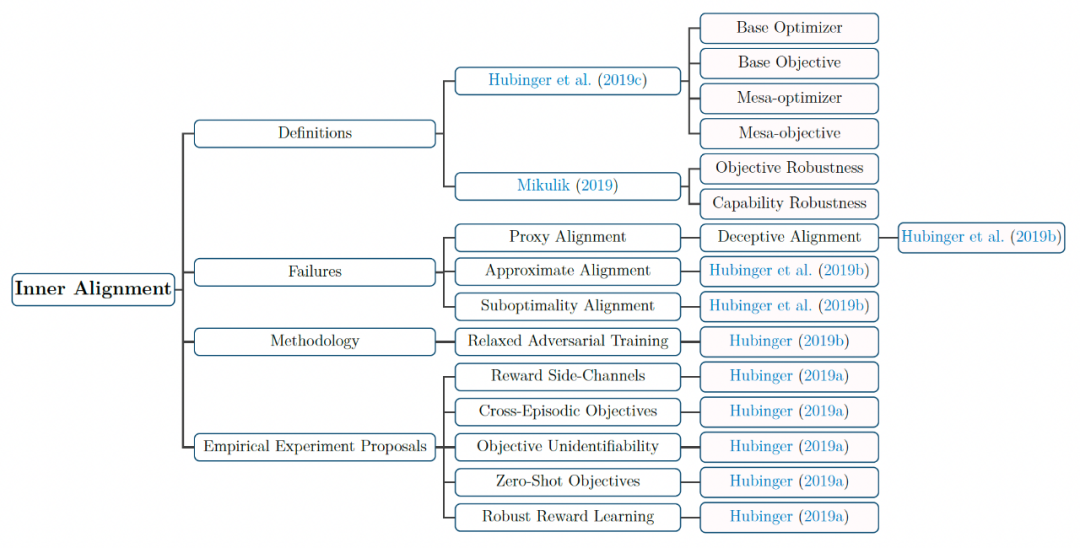 Inner Alignment
Definitions
Hubinger et al. (2019c)
Base Optimizer
Base Objective
Mesa-optimizer
Mesa-objective
Mikulik (2019)
Objective Robustness
Capability Robustness
Failures
Proxy Alignment
Deceptive Alignment
Hubinger et al. (2019b)
Approximate Alignment
Hubinger et al. (2019b)
Suboptimality Alignment
Hubinger et al. (2019b)
Methodology
Relaxed Adversarial Training
Hubinger (2019b)
Empirical Experiment Proposals
Reward Side-Channels
Hubinger (2019a)
Cross-Episodic Objectives
Hubinger (2019a)
Objective Unidentifiability
Hubinger (2019a)
Zero-Shot Objectives
Hubinger (2019a)
Robust Reward Learning
Hubinger (2019a)